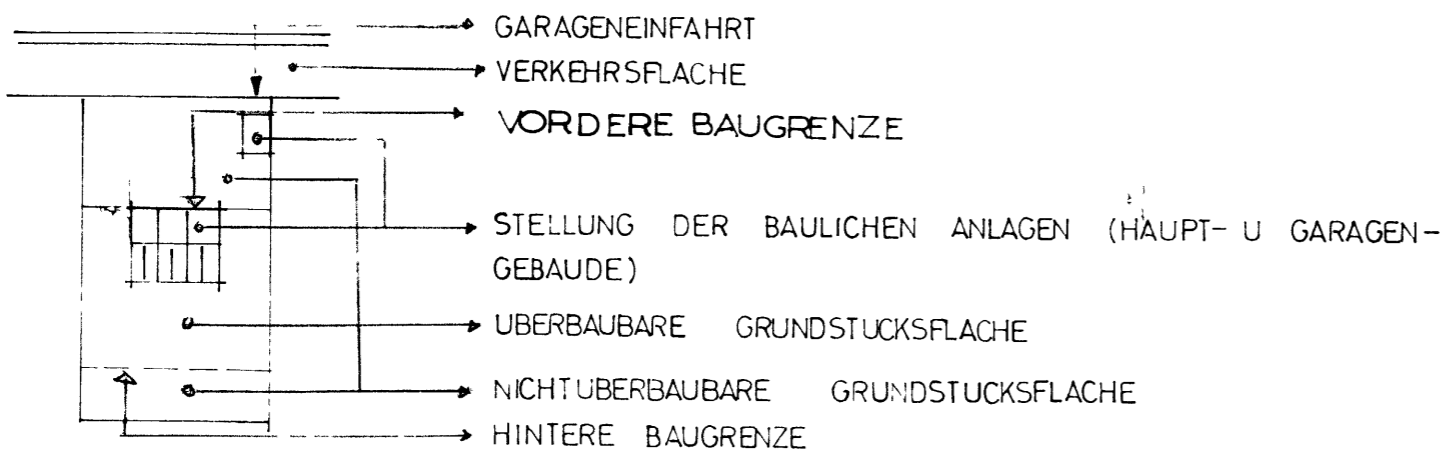 GARAGENEINFAHRT
VERKEHRSFLACHE
VORDERE BAUGRENZE
STELLUNG DER BAULICHEN ANLAGEN (HAUPT- U GARAGEN-
GEBAUDE)
UBERBAUBARE GRUNDSTUCKSFLACHE
NICHTUBERBAUBARE GRUNDSTUCKSFLACHE
HINTERE BAUGRENZE